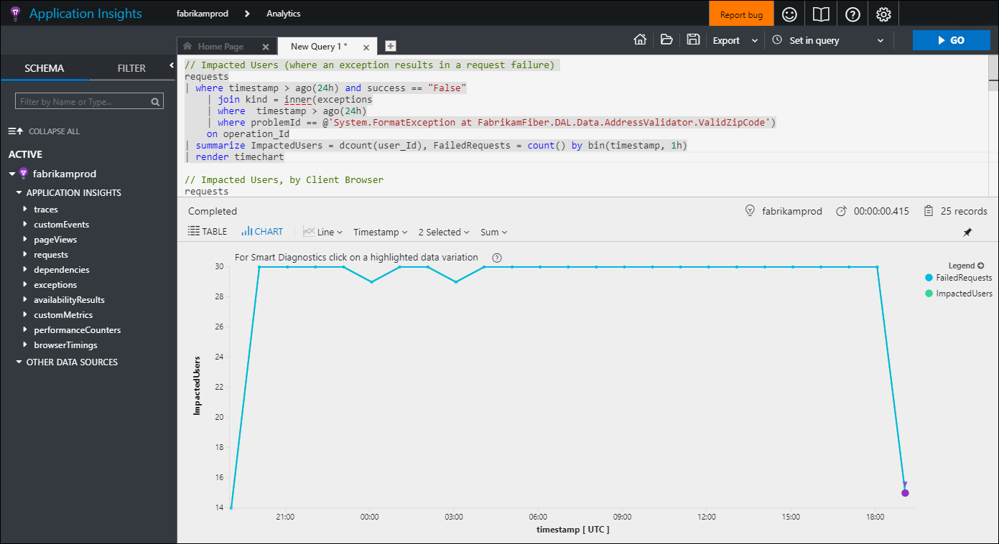 Application Insights
fabrikamprod
Analytics
Report bug
Home Page
New Query 1 *
Export
Set in query
GO
SCHEMA
FILTER
Filter by Name or Type...
COLLAPSE ALL
ACTIVE
fabrikamprod
APPLICATION INSIGHTS
traces
customEvents
pageViews
requests
dependencies
exceptions
availabilityResults
customMetrics
performanceCounters
browserTimings
OTHER DATA SOURCES
// Impacted Users (where an exception results in a request failure)
requests
| where timestamp > ago(24h) and success == "False"
| join kind = inner(exceptions
| where  timestamp > ago(24h)
| where problemId == @'System.FormatException at FabrikamFiber.DAL.Data.AddressValidator.ValidZipCode')
on operation_Id
| summarize ImpactedUsers = dcount(user_Id), FailedRequests = count() by bin(timestamp, 1h)
| render timechart
// Impacted Users, by Client Browser
requests
Completed
fabrikamprod
00:00:00.415
25 records
TABLE
CHART
Line
Timestamp
2 Selected
Sum
For Smart Diagnostics click on a highlighted data variation
Legend
FailedRequests
ImpactedUsers
ImpactedUsers
30
28
26
24
22
20
18
16
14
21:00
00:00
03:00
06:00
09:00
12:00
15:00
18:00
timestamp [ UTC ]